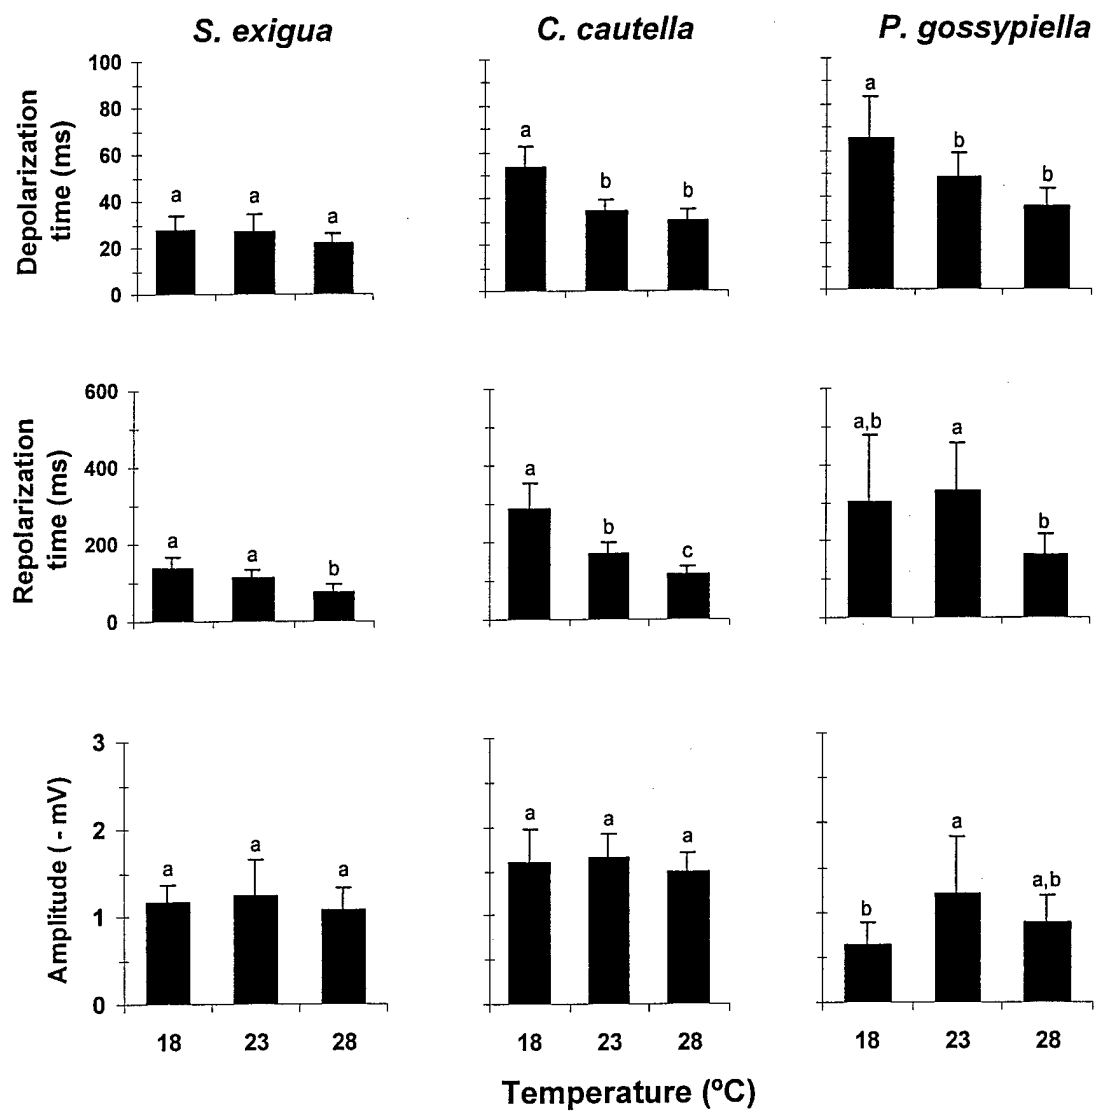 S. exigua C. cautella P. gossypiella
Depolarization
time (ms)
100
80
60
40
20
0
a a a
a b b
a b b
Repolarization
time (ms)
600
400
200
0
a a b
a b c
a,b a b
Amplitude ( - mV)
3
2
1
0
a a a
a a a
b a a,b
18 23 28 18 23 28 18 23 28
Temperature (ºC)